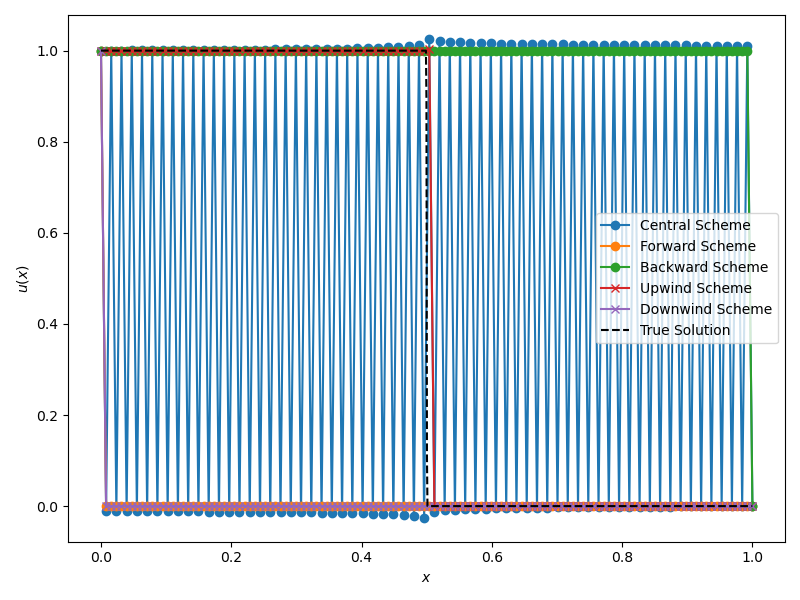 1.0
0.8
0.6
0.4
0.2
0.0
u(x)
Central Scheme
Forward Scheme
Backward Scheme
Upwind Scheme
Downwind Scheme
True Solution
0.0 0.2 0.4 0.6 0.8 1.0
x